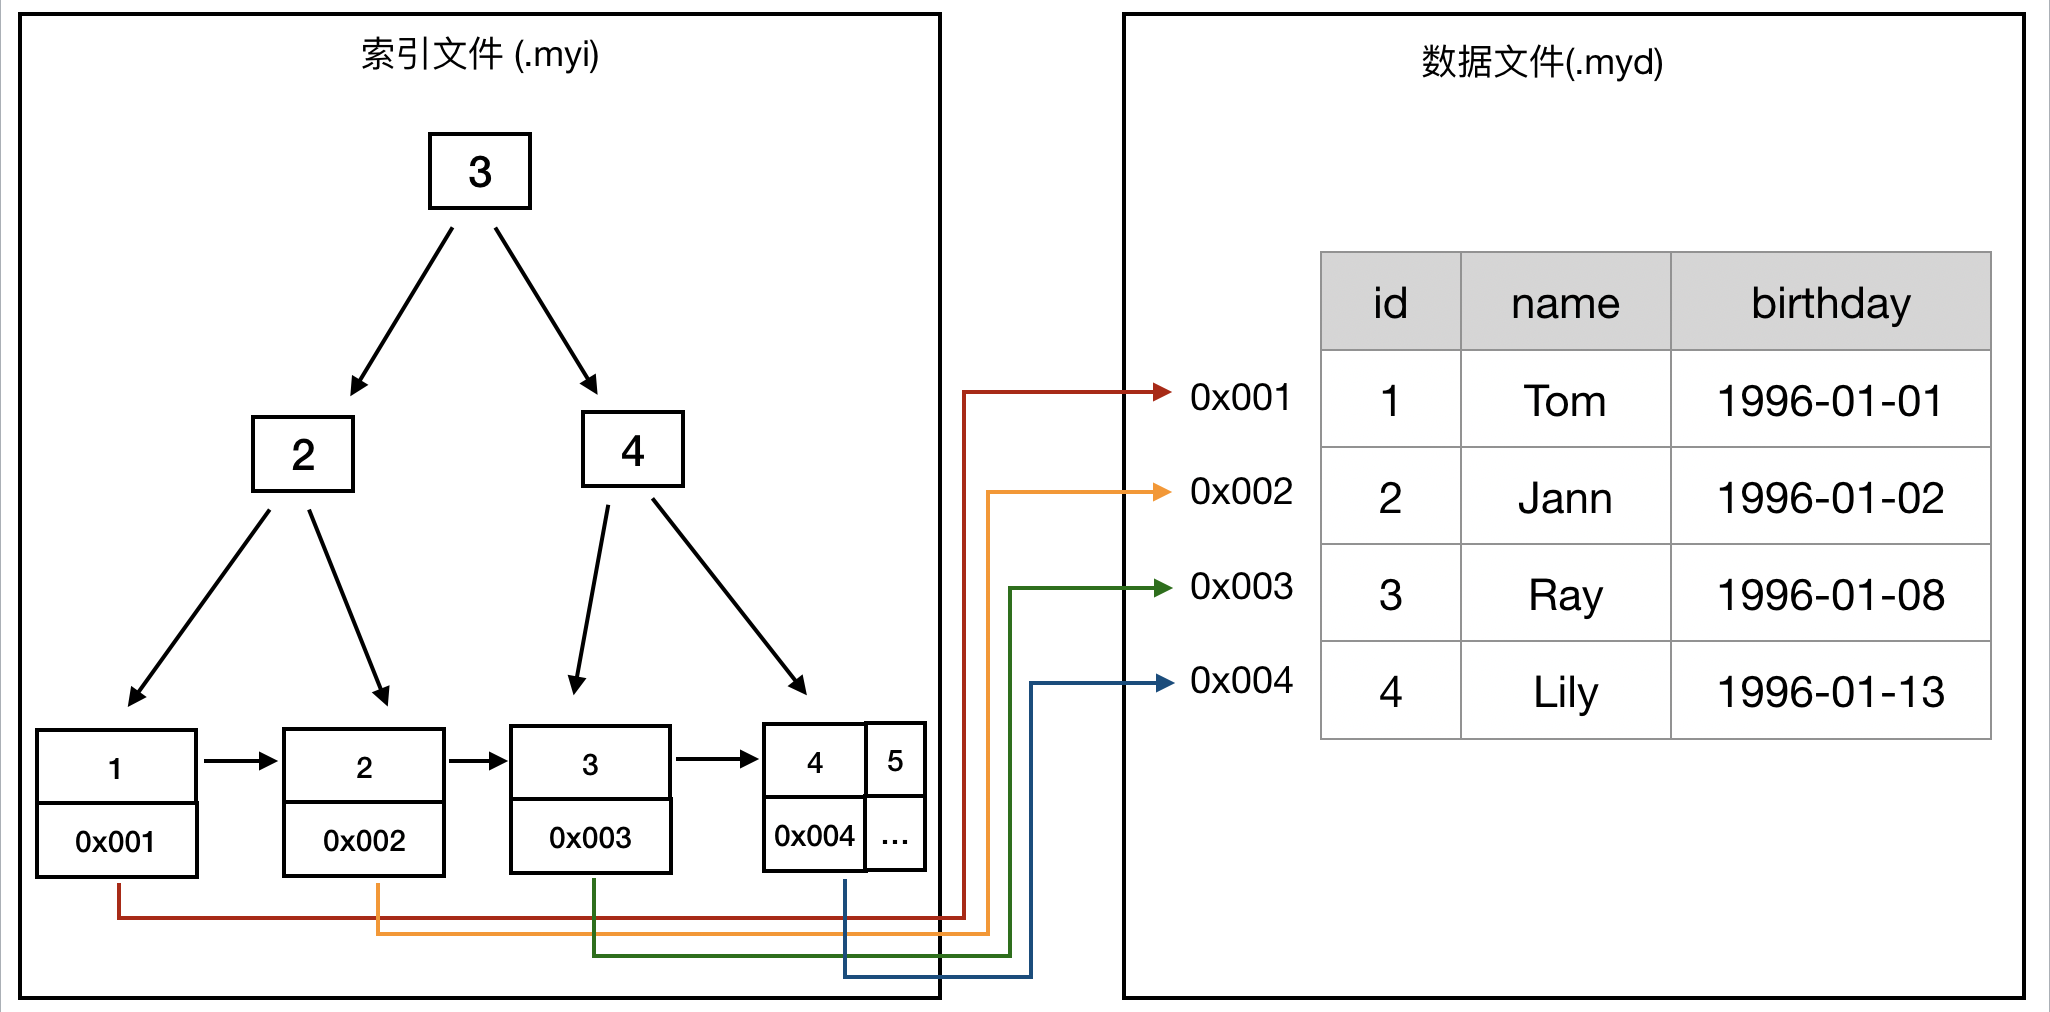 索引文件 (.myi)
3
2
4
1
2
3
4
5
0x001
0x002
0x003
0x004
...
数据文件(.myd)
id name birthday
0x001 1 Tom 1996-01-01
0x002 2 Jann 1996-01-02
0x003 3 Ray 1996-01-08
0x004 4 Lily 1996-01-13